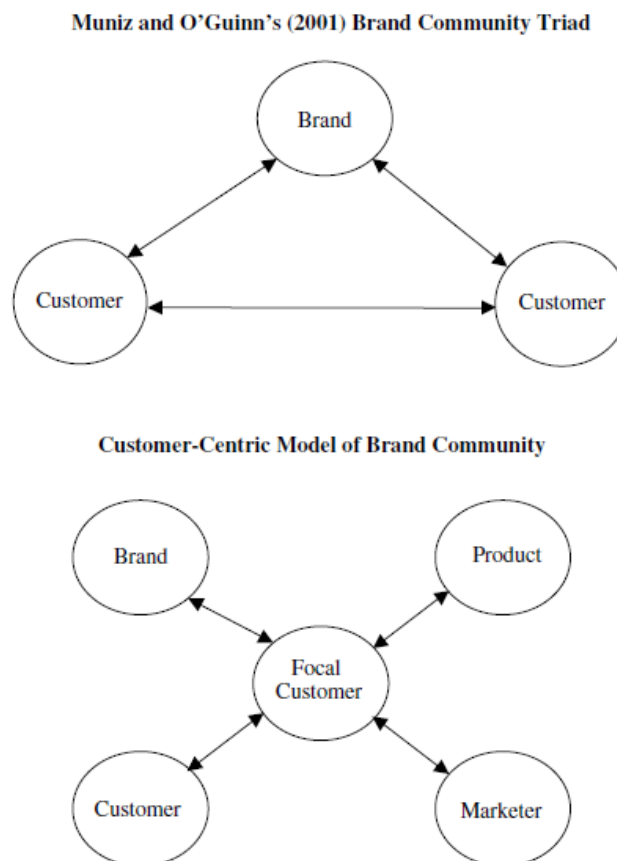 Muniz and O'Guinn's (2001) Brand Community Triad
Brand
Customer
Customer
Customer-Centric Model of Brand Community
Brand
Product
Focal
Customer
Customer
Marketer